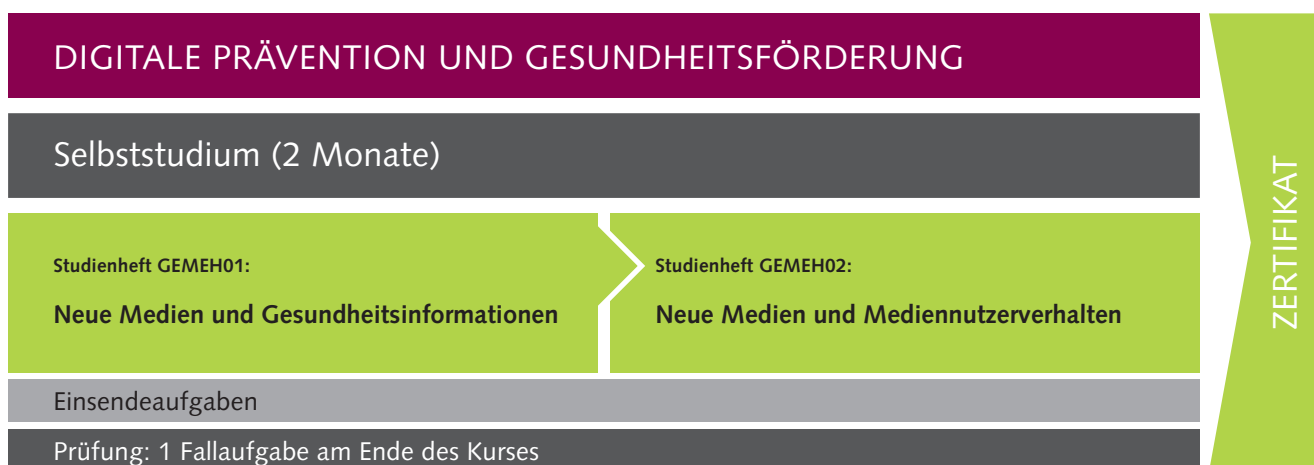 DIGITALE PRÄVENTION UND GESUNDHEITSFÖRDERUNG
Selbststudium (2 Monate)
Studienheft GEMEH01:
Neue Medien und Gesundheitsinformationen
Studienheft GEMEH02:
Neue Medien und Mediennutzerverhalten
Einsendeaufgaben
Prüfung: 1 Fallaufgabe am Ende des Kurses
ZERTIFIKAT